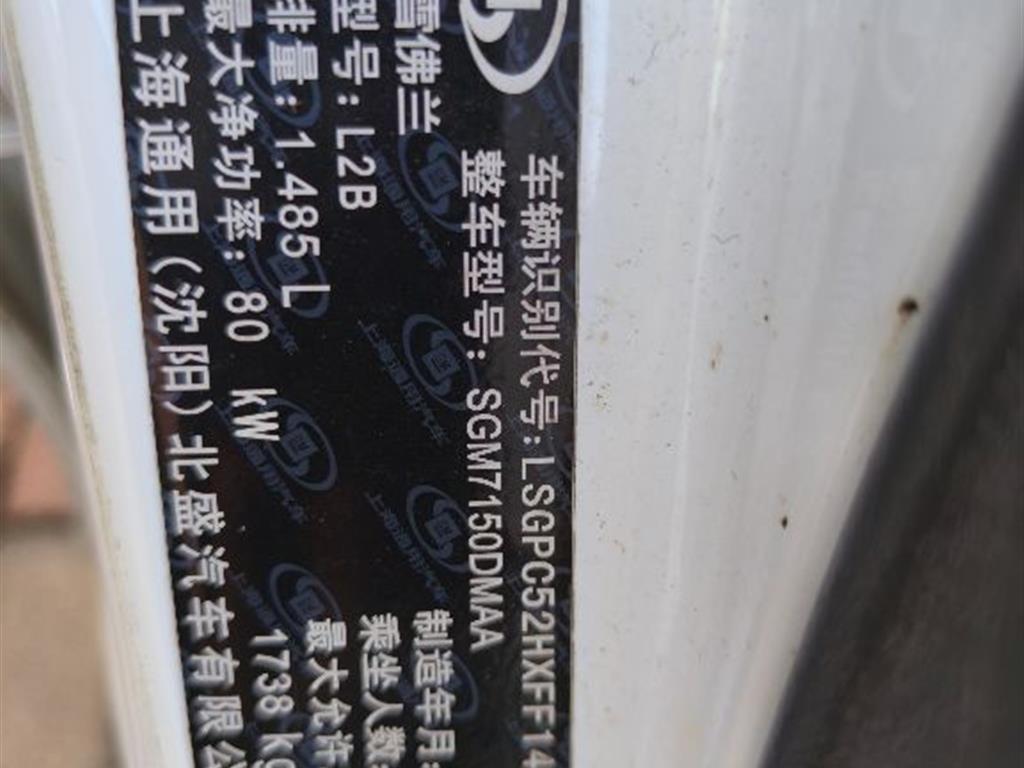 雪佛兰
车辆识别代号:LSGPC52HXFF14
整车型号:SGM7150DMAA
型号:L2B
制造年月:
排量:1.485L
乘坐人数:
最大净功率:80 kW
最大允许
1738 kg
上海通用(沈阳)北盛汽车有限公